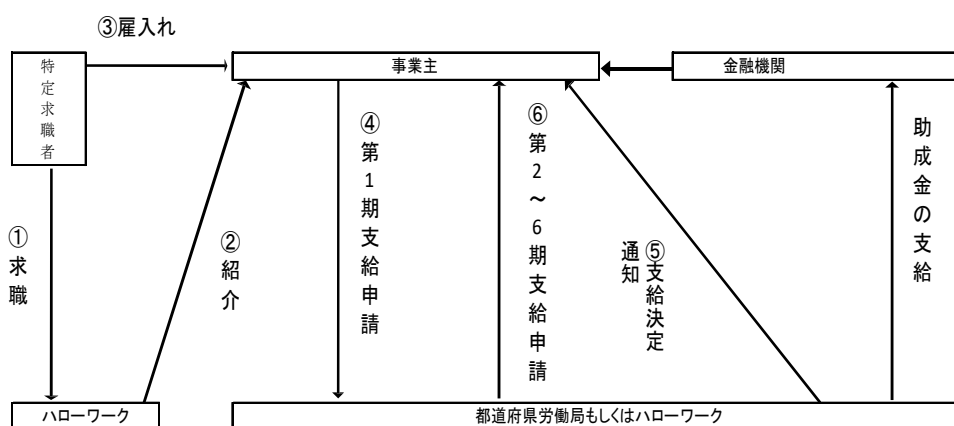 ③雇入れ
特定求職者
事業主
金融機関
①求職
②紹介
④第1期支給申請
⑥第2～6期支給申請
⑤支給決定
通知
助成金の支給
ハローワーク
都道府県労働局もしくはハローワーク